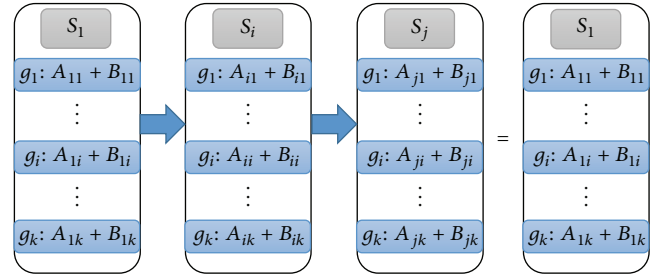 S₁ Sᵢ Sⱼ S₁
g₁: A₁₁ + B₁₁ g₁: Aᵢ₁ + Bᵢ₁ g₁: Aⱼ₁ + Bⱼ₁ g₁: A₁₁ + B₁₁
⋮ ⋮ ⋮ ⋮
gᵢ: A₁ᵢ + B₁ᵢ gᵢ: Aᵢᵢ + Bᵢᵢ gᵢ: Aⱼᵢ + Bⱼᵢ = gᵢ: A₁ᵢ + B₁ᵢ
⋮ ⋮ ⋮ ⋮
gₖ: A₁ₖ + B₁ₖ gₖ: Aᵢₖ + Bᵢₖ gₖ: Aⱼₖ + Bⱼₖ gₖ: A₁ₖ + B₁ₖ